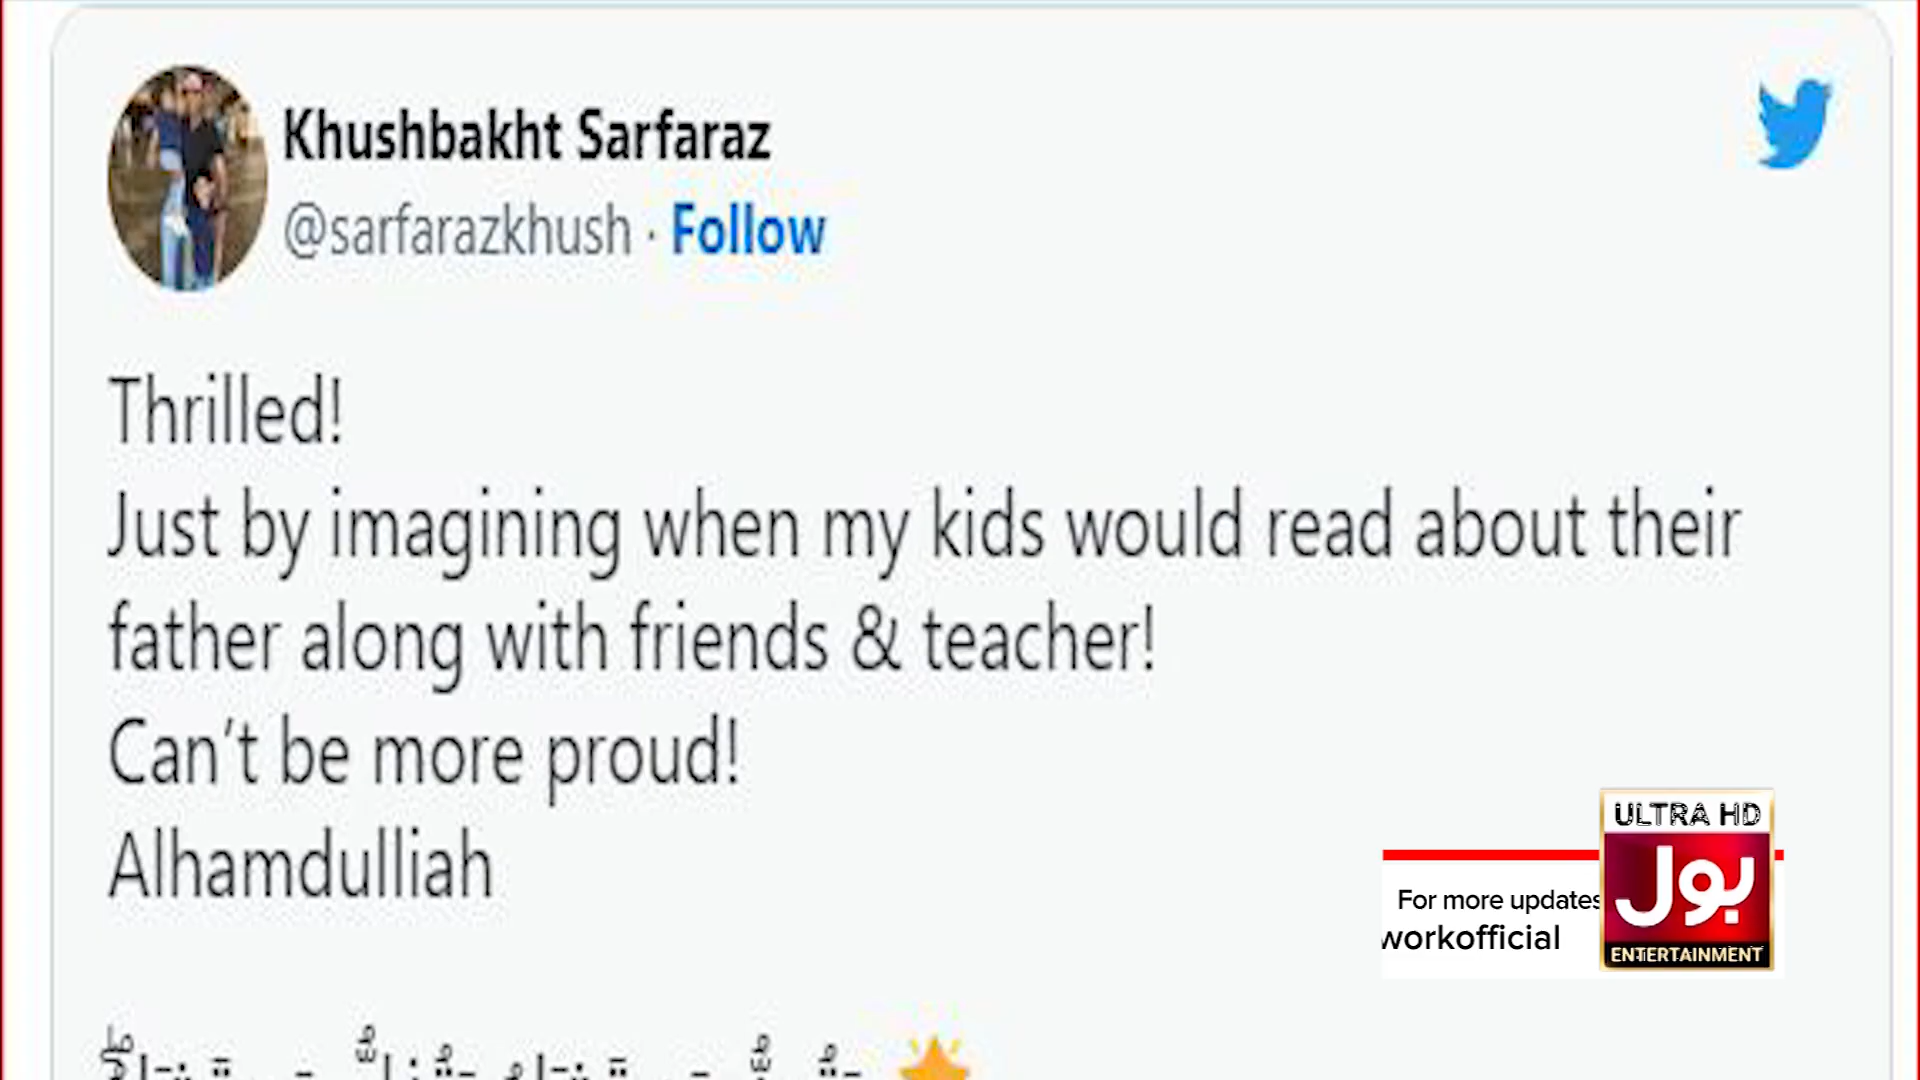 Khushbakht Sarfaraz
@sarfarazkhush · Follow
Thrilled!
Just by imagining when my kids would read about their
father along with friends & teacher!
Can’t be more proud!
Alhamdulliah
ULTRA HD
بول
ENTERTAINMENT
For more updates
workofficial